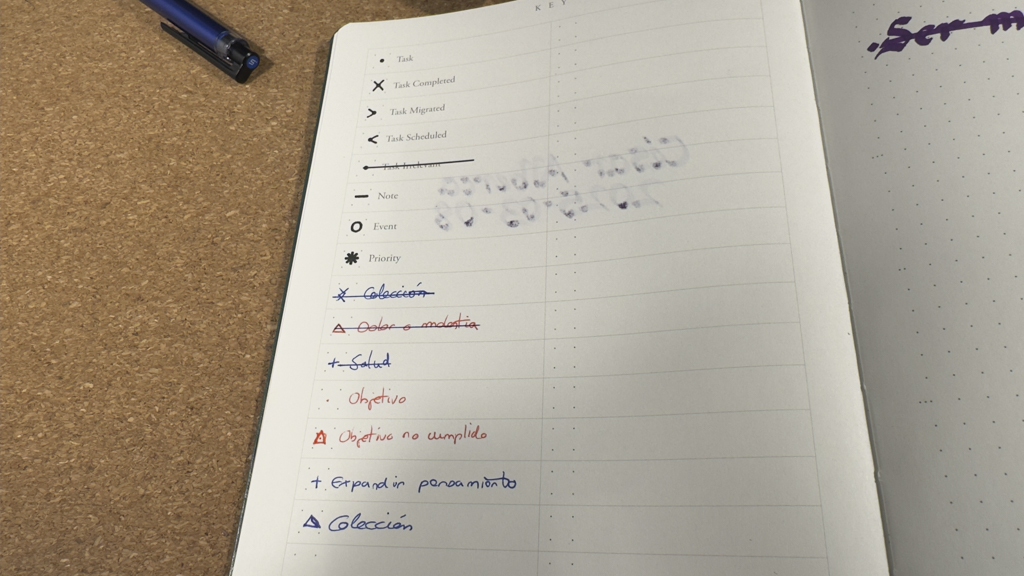 KEY
Task
Task Completed
Task Migrated
Task Scheduled
Task Irrelevant
Note
Event
Priority
Colección
Dolor o molestia
+ Salud
Objetivo
Objetivo no cumplido
+ Expandir pensamiento
Colección
Ser